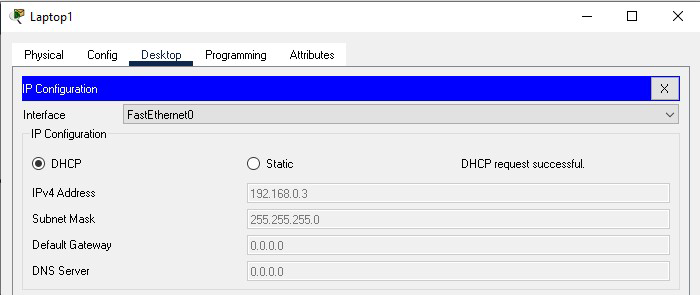 Laptop1
Physical Config Desktop Programming Attributes
IP Configuration X
Interface FastEthernet0
IP Configuration
DHCP Static DHCP request successful.
IPv4 Address 192.168.0.3
Subnet Mask 255.255.255.0
Default Gateway 0.0.0.0
DNS Server 0.0.0.0